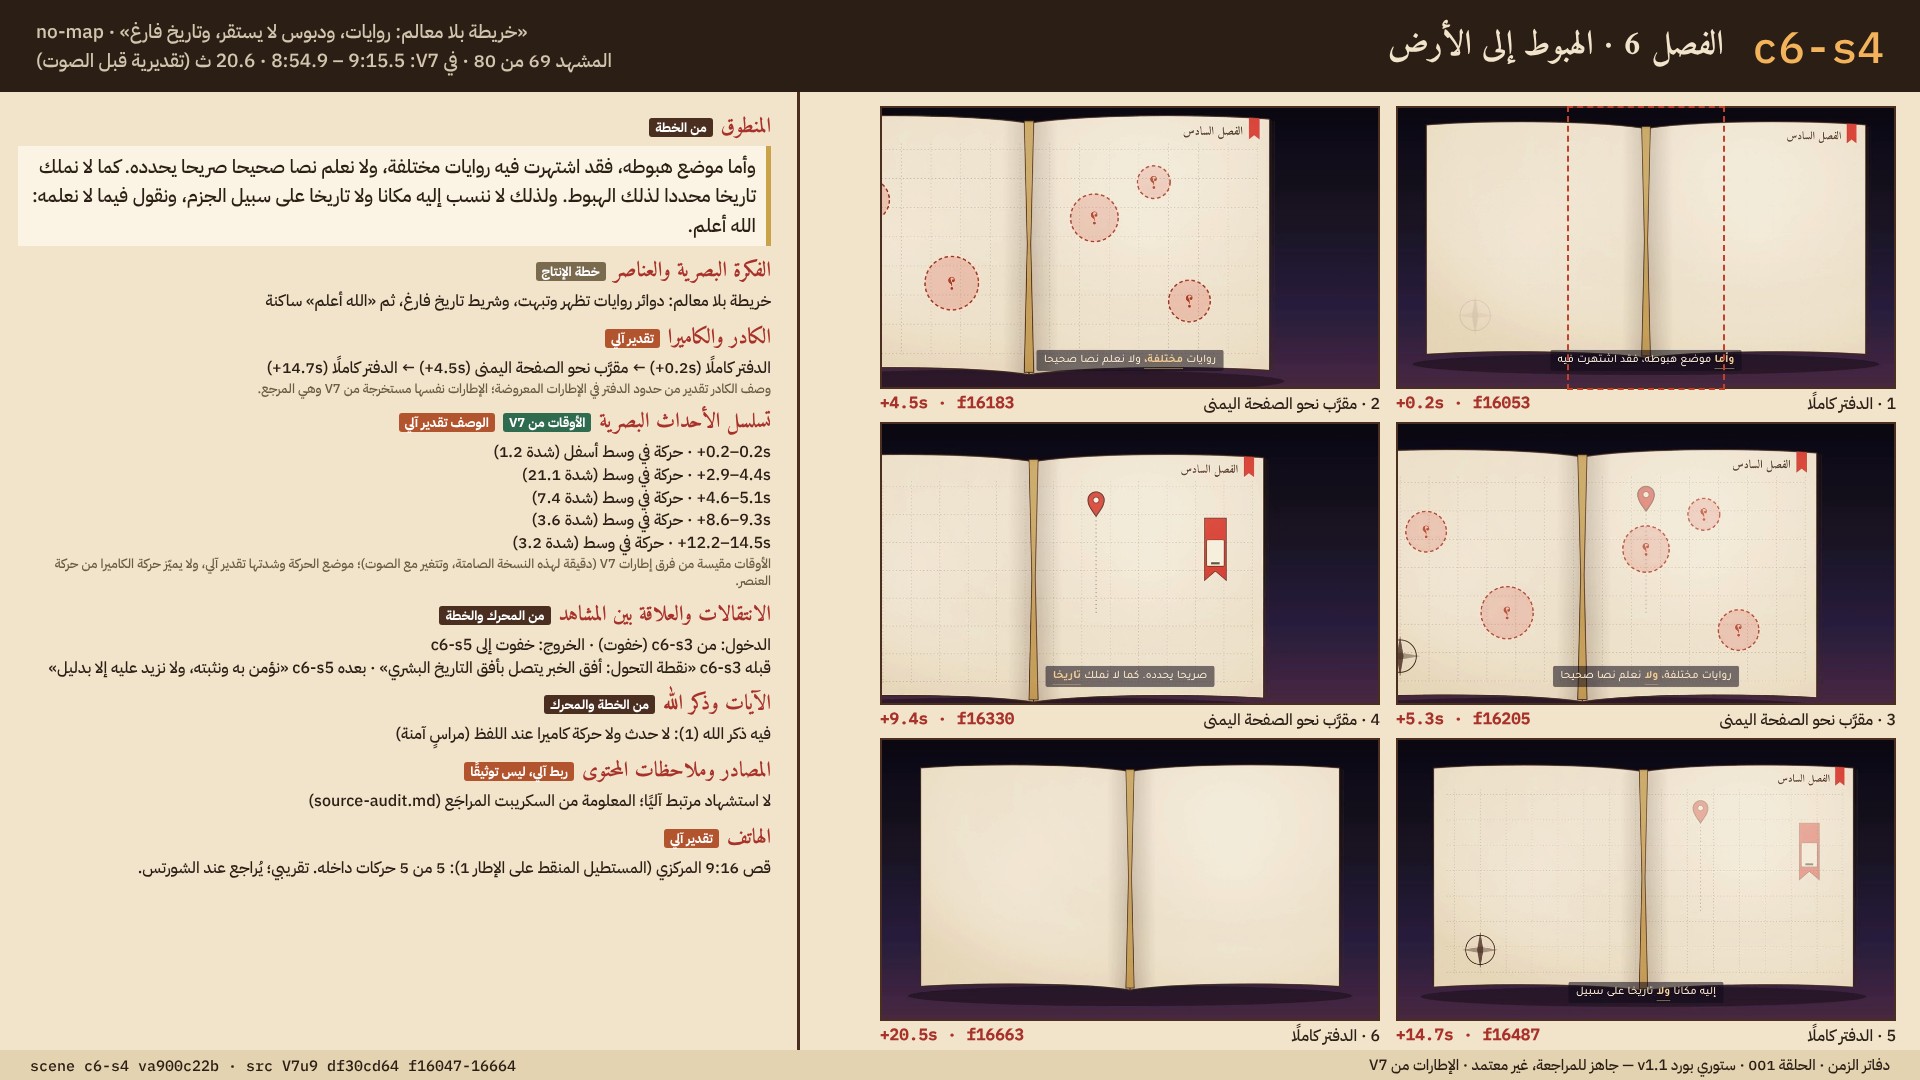 c6-s4
الفصل 6 · الهبوط إلى الأرض
«خريطة بلا معالم: روايات، ودبوس لا يستقر، وتاريخ فارغ» · no-map
المشهد 69 من 80 · في V7: 8:54.9 – 9:15.5 · 20.6 ث (تقديرية قبل الصوت)
الفصل السادس
وأما موضع هبوطه، فقد اشتهرت فيه
1 · الدفتر كاملًا
+0.2s · f16053
الفصل السادس
؟
؟
؟
؟
روايات مختلفة، ولا نعلم نصا صحيحا
2 · مقرَّب نحو الصفحة اليمنى
+4.5s · f16183
الفصل السادس
؟
؟
؟
؟
؟
روايات مختلفة، ولا نعلم نصا صحيحا
3 · مقرَّب نحو الصفحة اليمنى
+5.3s · f16205
الفصل السادس
صريحا يحدده. كما لا نملك تاريخا
4 · مقرَّب نحو الصفحة اليمنى
+9.4s · f16330
الفصل السادس
إليه مكانا ولا تاريخا على سبيل
5 · الدفتر كاملًا
+14.7s · f16487
6 · الدفتر كاملًا
+20.5s · f16663
المنطوق من الخطة
وأما موضع هبوطه، فقد اشتهرت فيه روايات مختلفة، ولا نعلم نصا صحيحا صريحا يحدده. كما لا نملك
تاريخا محددا لذلك الهبوط. ولذلك لا ننسب إليه مكانا ولا تاريخا على سبيل الجزم، ونقول فيما لا نعلمه:
الله أعلم.
الفكرة البصرية والعناصر خطة الإنتاج
خريطة بلا معالم: دوائر روايات تظهر وتبهت، وشريط تاريخ فارغ، ثم «الله أعلم» ساكنة
الكادر والكاميرا تقدير آلي
الدفتر كاملًا (+0.2s) ← مقرَّب نحو الصفحة اليمنى (+4.5s) ← الدفتر كاملًا (+14.7s)
وصف الكادر تقدير من حدود الدفتر في الإطارات المعروضة؛ الإطارات نفسها مستخرجة من V7 وهي المرجع.
تسلسل الأحداث البصرية الأوقات من V7 الوصف تقدير آلي
+0.2–0.2s · حركة في وسط أسفل (شدة 1.2)
+2.9–4.4s · حركة في وسط (شدة 21.1)
+4.6–5.1s · حركة في وسط (شدة 7.4)
+8.6–9.3s · حركة في وسط (شدة 3.6)
+12.2–14.5s · حركة في وسط (شدة 3.2)
الأوقات مقيسة من فرق إطارات V7 (دقيقة لهذه النسخة الصامتة، وتتغير مع الصوت)؛ موضع الحركة وشدتها تقدير آلي، ولا يميّز حركة الكاميرا من حركة
العنصر.
الانتقالات والعلاقة بين المشاهد من المحرك والخطة
الدخول: من c6-s3 (خفوت) · الخروج: خفوت إلى c6-s5
قبله c6-s3 «نقطة التحول: أفق الخبر يتصل بأفق التاريخ البشري» · بعده c6-s5 «نؤمن به ونثبته، ولا نزيد عليه إلا بدليل»
الآيات وذكر الله من الخطة والمحرك
فيه ذكر الله (1): لا حدث ولا حركة كاميرا عند اللفظ (مراسٍ آمنة)
المصادر وملاحظات المحتوى ربط آلي، ليس توثيقًا
لا استشهاد مرتبط آليًا؛ المعلومة من السكريبت المراجَع (source-audit.md)
الهاتف تقدير آلي
قص 9:16 المركزي (المستطيل المنقط على الإطار 1): 5 من 5 حركات داخله. تقريبي؛ يُراجع عند الشورتس.
دفاتر الزمن · الحلقة 001 · ستوري بورد v1.1 — جاهز للمراجعة، غير معتمد · الإطارات من V7
scene c6-s4 va900c22b · src V7u9 df30cd64 f16047-16664